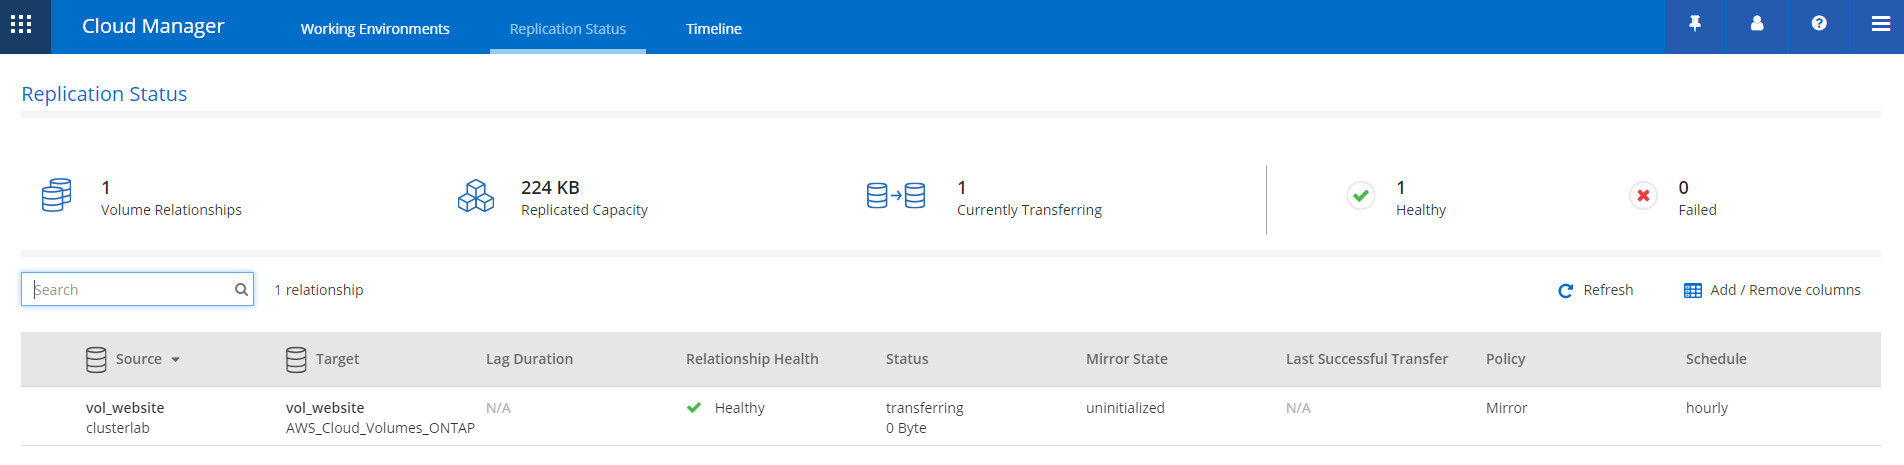 Cloud Manager Working Environments Replication Status Timeline
Replication Status
1
Volume Relationships
224 KB
Replicated Capacity
1
Currently Transferring
1
Healthy
0
Failed
Search
1 relationship
Refresh
Add / Remove columns
Source Target Lag Duration Relationship Health Status Mirror State Last Successful Transfer Policy Schedule
vol_website vol_website N/A Healthy transferring uninitialized N/A Mirror hourly
clusterlab AWS_Cloud_Volumes_ONTAP 0 Byte